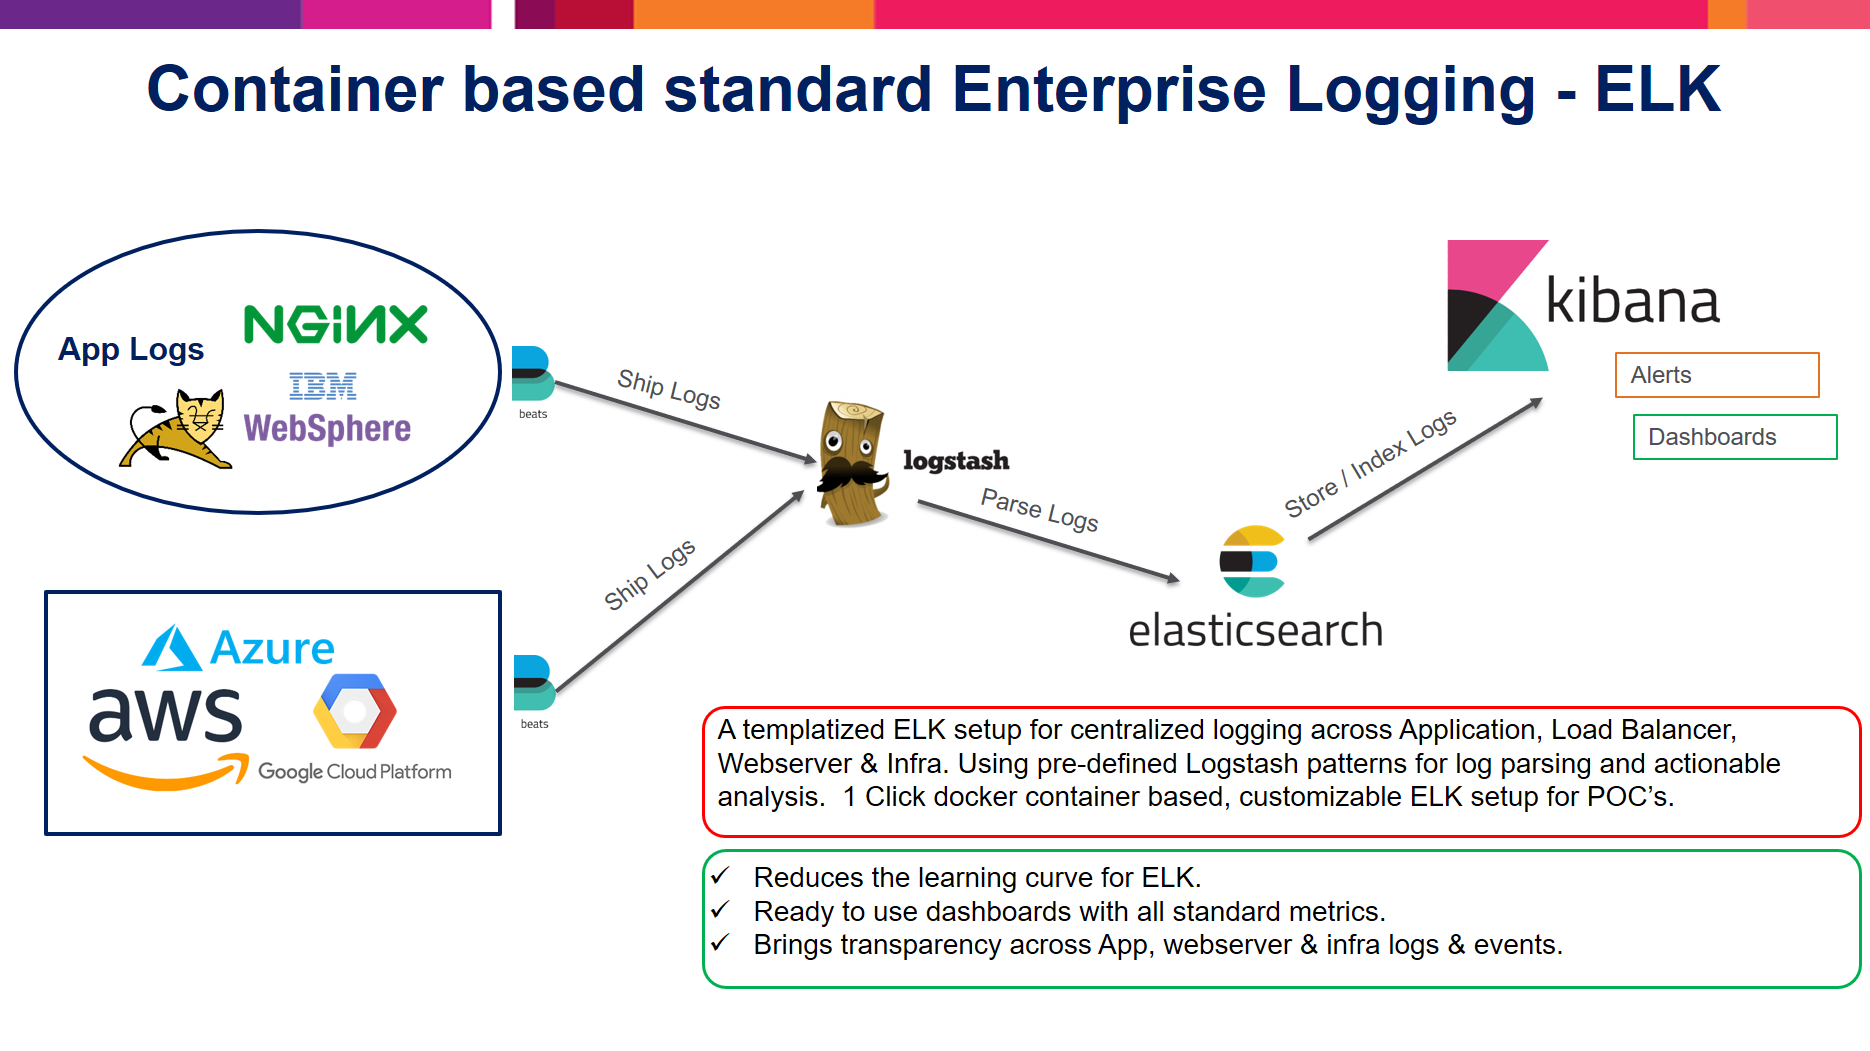 Container based standard Enterprise Logging - ELK
App Logs
NGiNX
IBM
WebSphere
beats
Ship Logs
logstash
Parse Logs
Ship Logs
beats
Azure
aws
Google Cloud Platform
elasticsearch
Store / Index Logs
kibana
Alerts
Dashboards
A templatized ELK setup for centralized logging across Application, Load Balancer,
Webserver & Infra. Using pre-defined Logstash patterns for log parsing and actionable
analysis.  1 Click docker container based, customizable ELK setup for POC’s.
✓ Reduces the learning curve for ELK.
✓ Ready to use dashboards with all standard metrics.
✓ Brings transparency across App, webserver & infra logs & events.